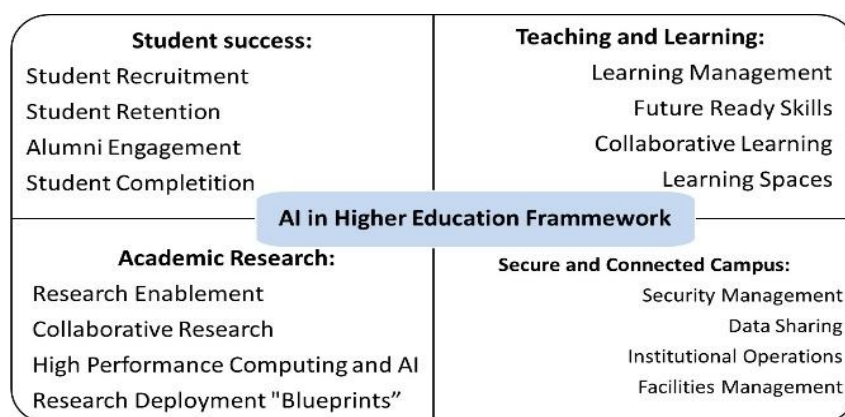 Student success:
Student Recruitment
Student Retention
Alumni Engagement
Student Completition
Teaching and Learning:
Learning Management
Future Ready Skills
Collaborative Learning
Learning Spaces
AI in Higher Education Frammework
Academic Research:
Research Enablement
Collaborative Research
High Performance Computing and AI
Research Deployment "Blueprints”
Secure and Connected Campus:
Security Management
Data Sharing
Institutional Operations
Facilities Management